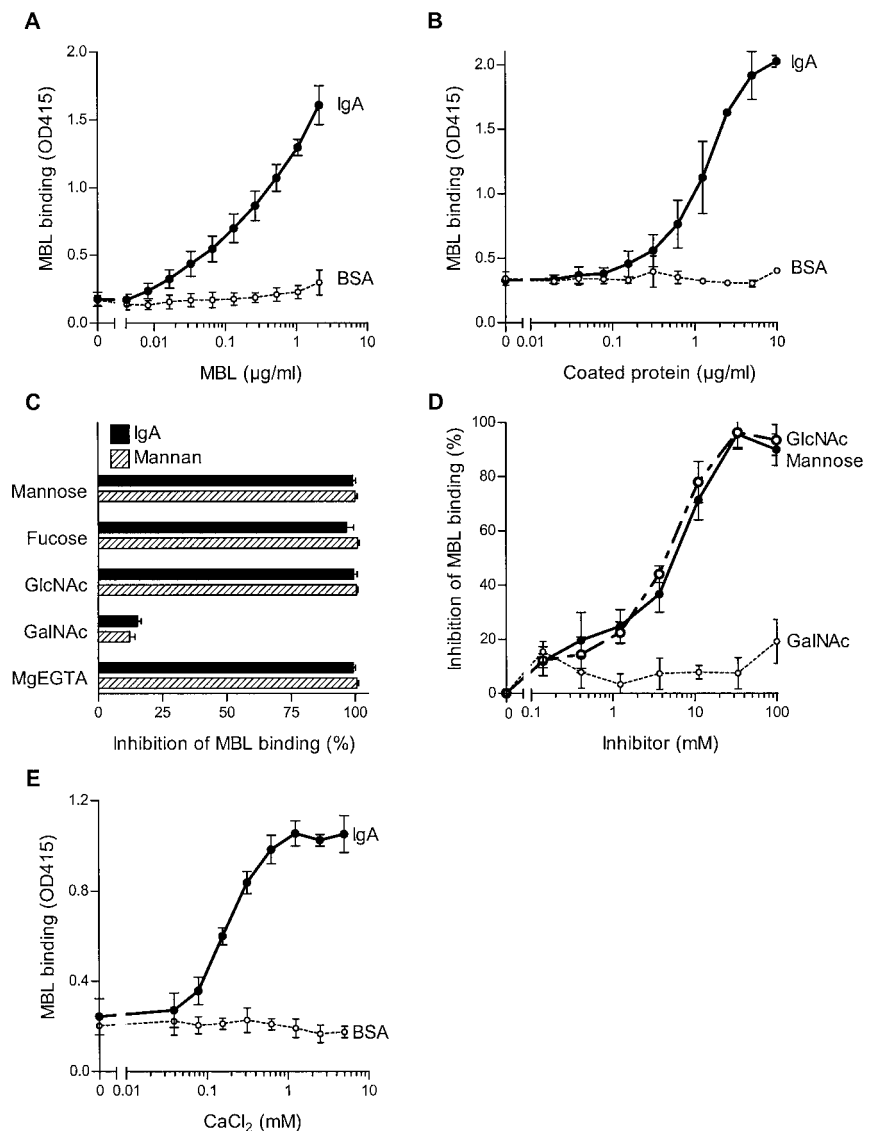 A
2.0
1.5
1.0
0.5
0.0
MBL binding (OD415)
IgA
BSA
0 0.01 0.1 1 10
MBL (µg/ml)
B
2.0
1.5
1.0
0.5
0.0
MBL binding (OD415)
IgA
BSA
0 0.01 0.1 1 10
Coated protein (µg/ml)
C
IgA
Mannan
Mannose
Fucose
GlcNAc
GalNAc
MgEGTA
0 25 50 75 100
Inhibition of MBL binding (%)
D
100
80
60
40
20
0
Inhibition of MBL binding (%)
GlcNAc
Mannose
GalNAc
0 0.1 1 10 100
Inhibitor (mM)
E
1.2
0.8
0.4
0.0
MBL binding (OD415)
IgA
BSA
0 0.01 0.1 1 10
CaCl2 (mM)